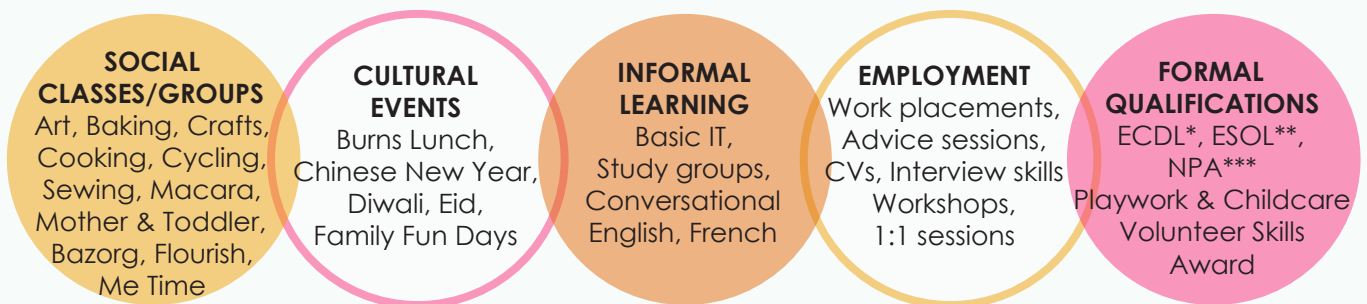 SOCIAL
CLASSES/GROUPS
Art, Baking, Crafts,
Cooking, Cycling,
Sewing, Macara,
Mother & Toddler,
Bazorg, Flourish,
Me Time
CULTURAL
EVENTS
Burns Lunch,
Chinese New Year,
Diwali, Eid,
Family Fun Days
INFORMAL
LEARNING
Basic IT,
Study groups,
Conversational
English, French
EMPLOYMENT
Work placements,
Advice sessions,
CVs, Interview skills
Workshops,
1:1 sessions
FORMAL
QUALIFICATIONS
ECDL*, ESOL**,
NPA***
Playwork & Childcare
Volunteer Skills
Award